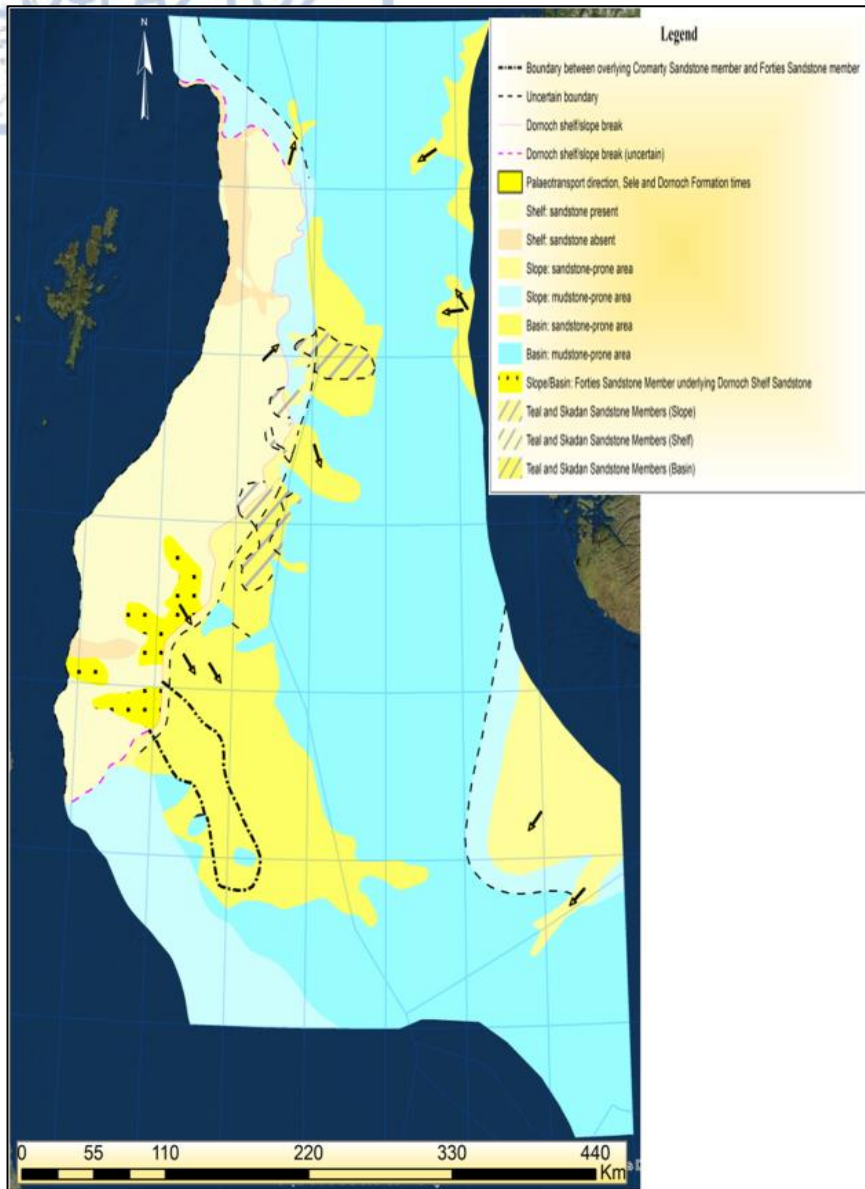 N
Legend
Boundary between overlying Cromarty Sandstone member and Forties Sandstone member
Uncertain boundary
Dornoch shelf/slope break
Dornoch shelf/slope break (uncertain)
Palaeotransport direction, Sele and Dornoch Formation times
Shelf: sandstone present
Shelf: sandstone absent
Slope: sandstone-prone area
Slope: mudstone-prone area
Basin: sandstone-prone area
Basin: mudstone-prone area
Slope/Basin: Forties Sandstone Member underlying Dornoch Shelf Sandstone
Teal and Skadan Sandstone Members (Slope)
Teal and Skadan Sandstone Members (Shelf)
Teal and Skadan Sandstone Members (Basin)
0 55 110 220 330 440
Km